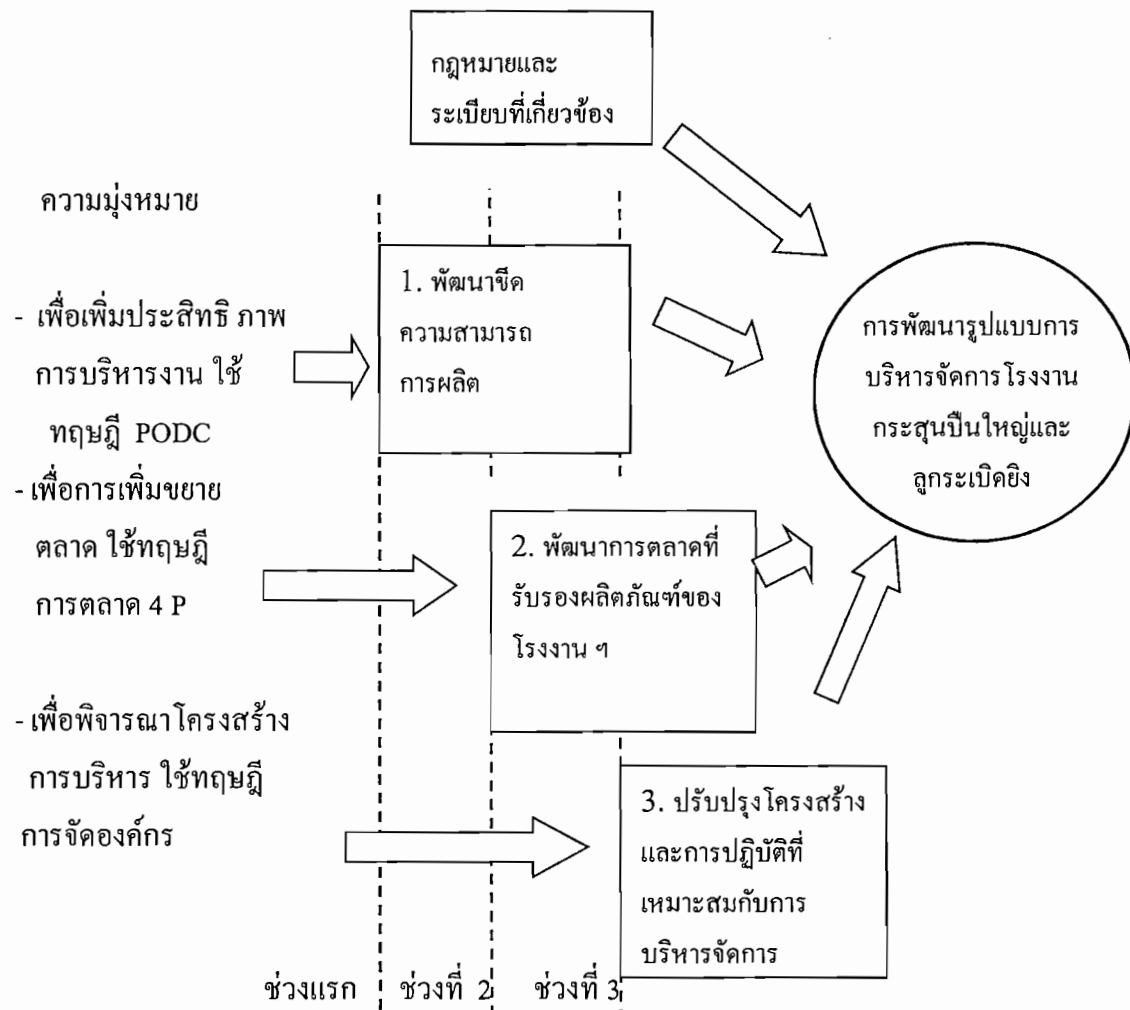 กฎหมายและ
ระเบียบที่เกี่ยวข้อง
ความมุ่งหมาย
- เพื่อเพิ่มประสิทธิ ภาพ
การบริหารงาน ใช้
ทฤษฎี PODC
- เพื่อการเพิ่มขยาย
ตลาด ใช้ทฤษฎี
การตลาด 4 P
- เพื่อพิจารณาโครงสร้าง
การบริหาร ใช้ทฤษฎี
การจัดองค์กร
1. พัฒนาขีด
ความสามารถ
การผลิต
2. พัฒนาการตลาดที่
รับรองผลิตภัณฑ์ของ
โรงงาน ฯ
3. ปรับปรุงโครงสร้าง
และการปฏิบัติที่
เหมาะสมกับการ
บริหารจัดการ
การพัฒนารูปแบบการ
บริหารจัดการโรงงาน
กระสุนปืนใหญ่และ
ลูกระเบิดยิง
ช่วงแรก ช่วงที่ 2 ช่วงที่ 3